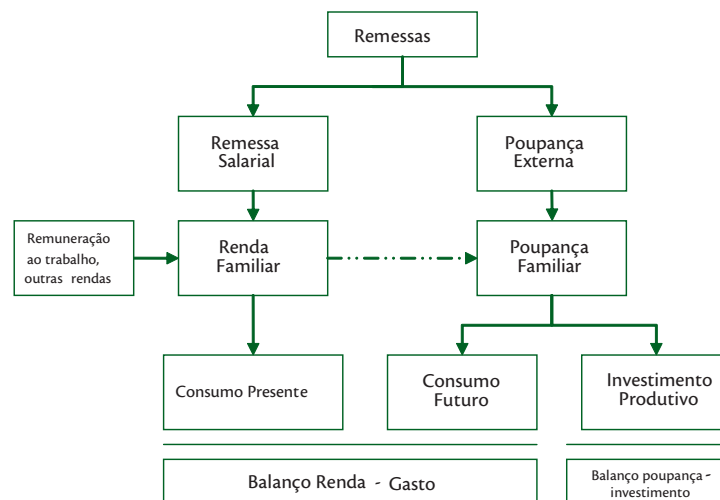 Remessas
Remessa
Salarial
Poupança
Externa
Remuneração
ao trabalho,
outras rendas
Renda
Familiar
Poupança
Familiar
Consumo Presente
Consumo
Futuro
Investimento
Produtivo
Balanço Renda - Gasto
Balanço poupança -
investimento